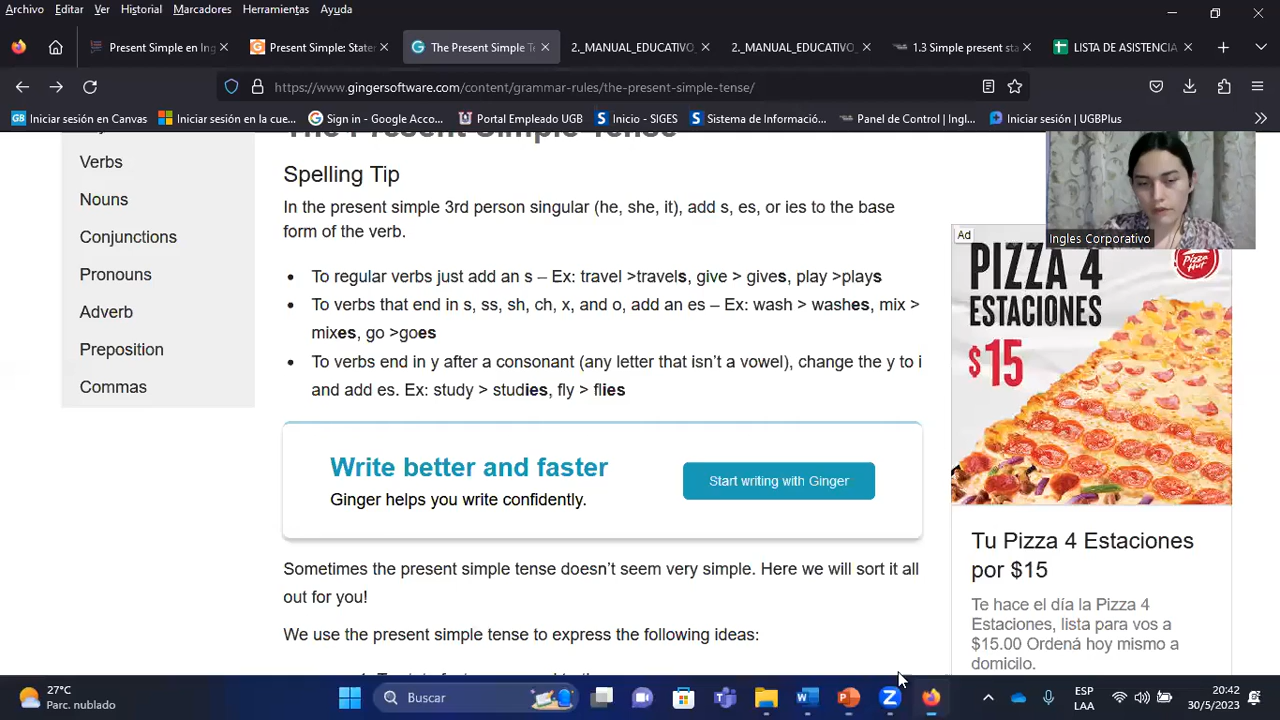 Archivo Editar Ver Historial Marcadores Herramientas Ayuda
Present Simple en Ing
Present Simple: Stater
The Present Simple Te
2._MANUAL_EDUCATIVO_
2._MANUAL_EDUCATIVO_
1.3 Simple present sta
LISTA DE ASISTENCIA
https://www.gingersoftware.com/content/grammar-rules/the-present-simple-tense/
GB Iniciar sesión en Canvas
Iniciar sesión en la cue...
Sign in - Google Acco...
Portal Empleado UGB
Inicio - SIGES
Sistema de Informació...
Panel de Control | Ingl...
Iniciar sesión | UGBPlus
The Present Simple Tense
Verbs
Nouns
Conjunctions
Pronouns
Adverb
Preposition
Commas
Spelling Tip
In the present simple 3rd person singular (he, she, it), add s, es, or ies to the base
form of the verb.
• To regular verbs just add an s – Ex: travel >travels, give > gives, play >plays
• To verbs that end in s, ss, sh, ch, x, and o, add an es – Ex: wash > washes, mix >
mixes, go >goes
• To verbs end in y after a consonant (any letter that isn't a vowel), change the y to i
and add es. Ex: study > studies, fly > flies
Write better and faster
Ginger helps you write confidently.
Start writing with Ginger
Sometimes the present simple tense doesn't seem very simple. Here we will sort it all
out for you!
We use the present simple tense to express the following ideas:
Ingles Corporativo
Ad
PIZZA 4
ESTACIONES
$15
Pizza Hut
Tu Pizza 4 Estaciones
por $15
Te hace el día la Pizza 4
Estaciones, lista para vos a
$15.00 Ordená hoy mismo a
domicilio.
27°C
Parc. nublado
Buscar
ESP
LAA
20:42
30/5/2023